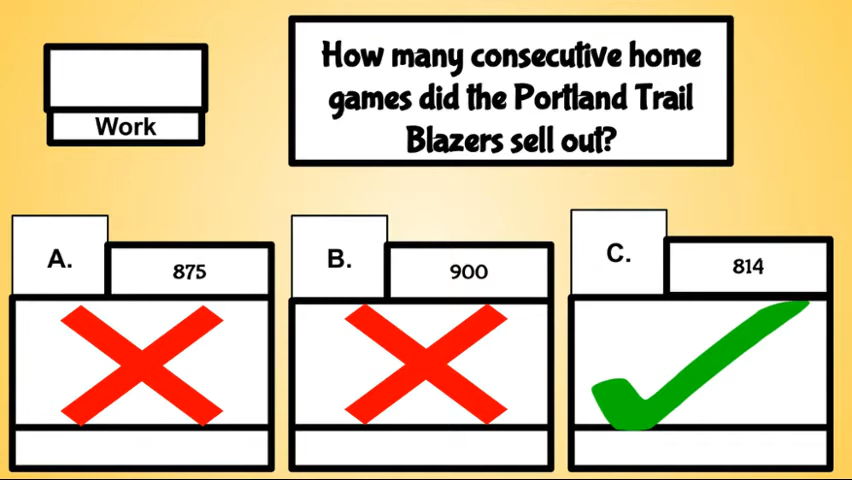 How many consecutive home
games did the Portland Trail
Blazers sell out?
Work
A.
875
B.
900
C.
814